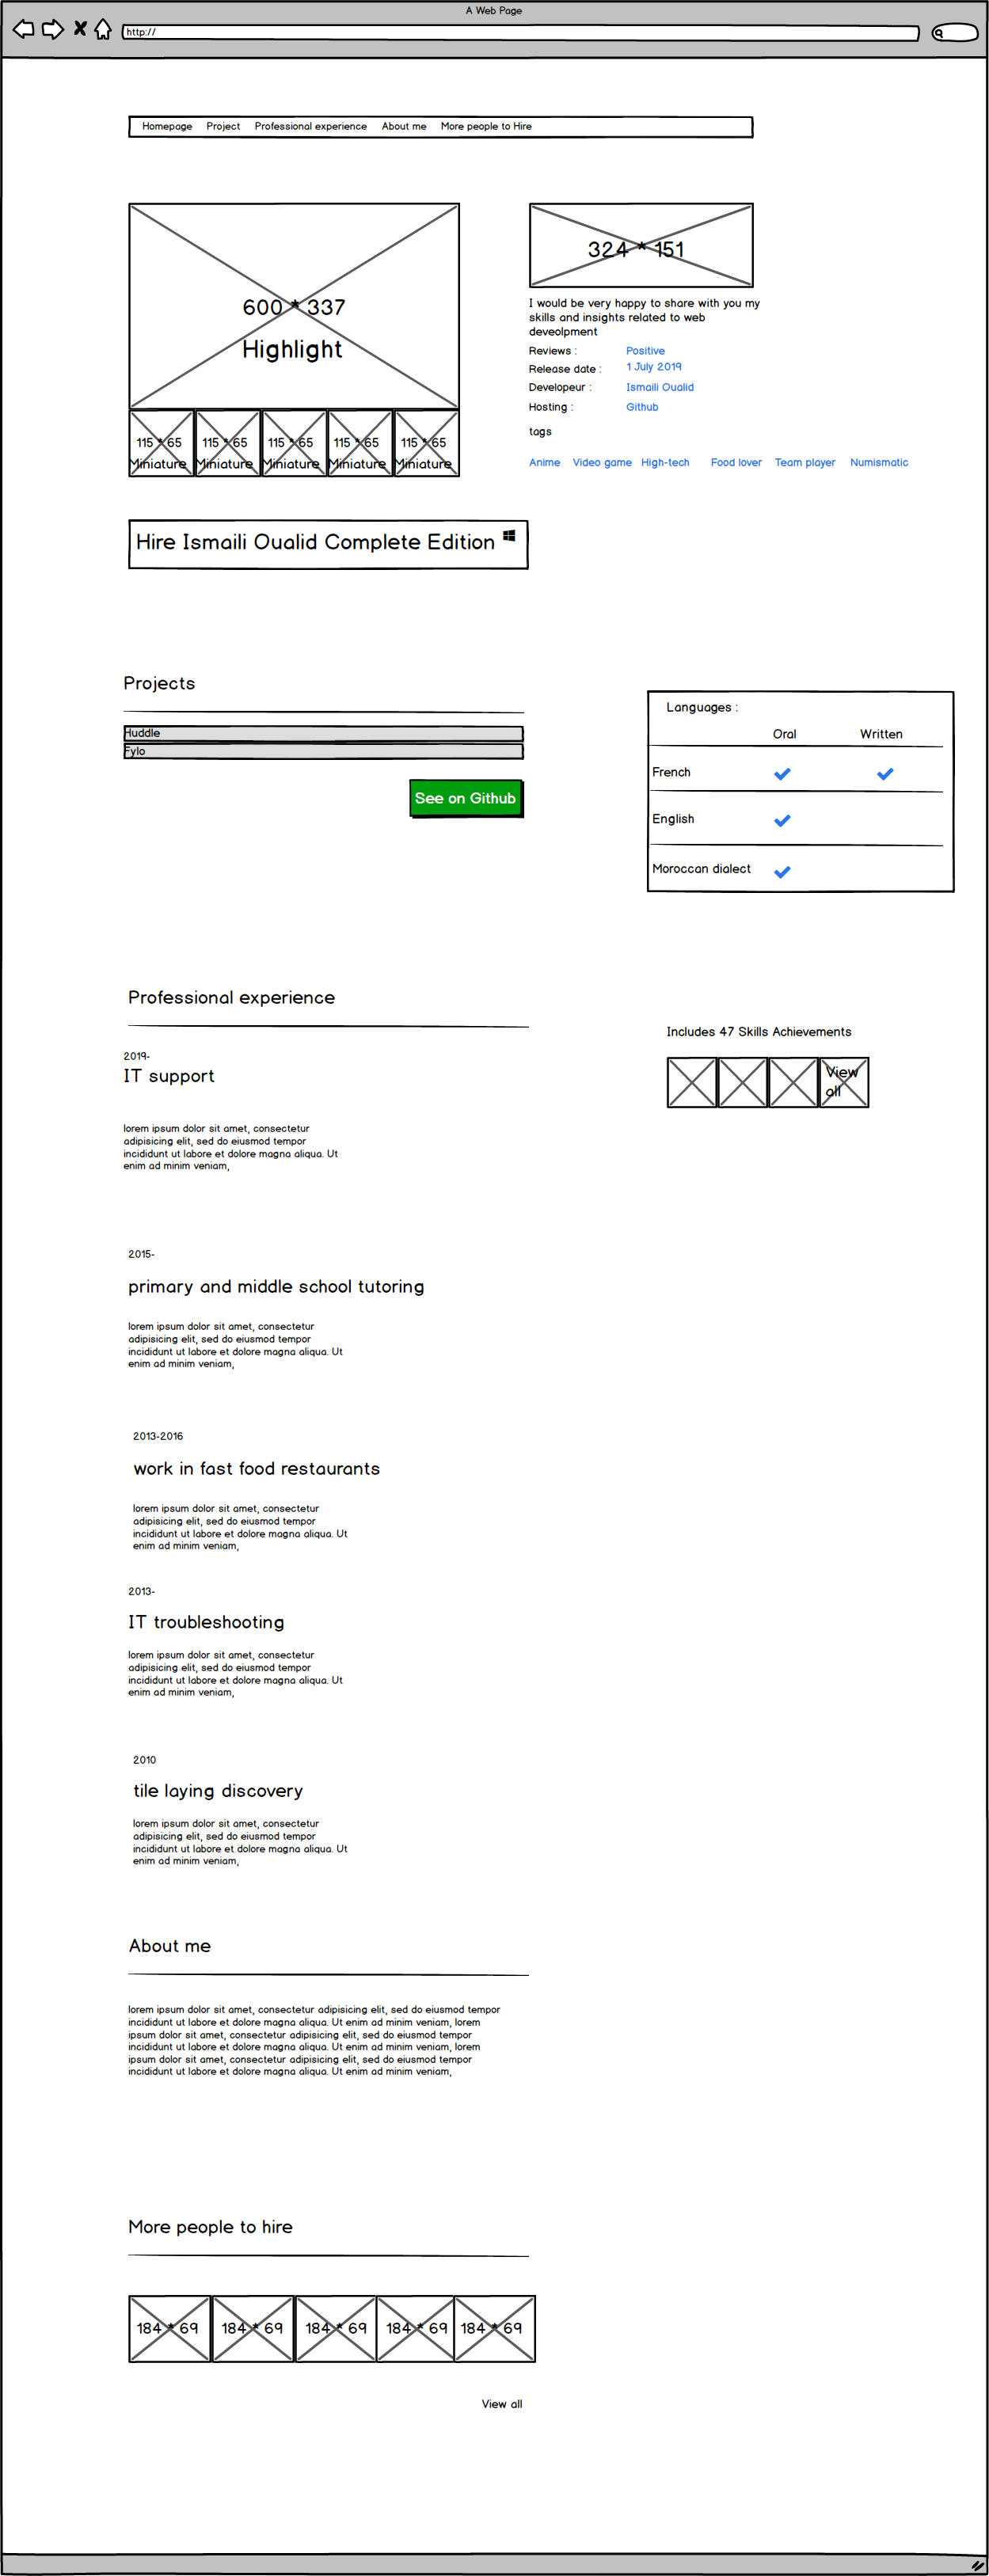 A Web Page
http://
Homepage Project Professional experience About me More people to Hire
600 * 337
Highlight
115 * 65 115 * 65 115 * 65 115 * 65 115 * 65
Miniature Miniature Miniature Miniature Miniature
324 * 151
I would be very happy to share with you my
skills and insights related to web
deveolpment
Reviews : Positive
Release date : 1 July 2019
Developeur : Ismaili Oualid
Hosting : Github
tags
Anime Video game High-tech Food lover Team player Numismatic
Hire Ismaili Oualid Complete Edition
Projects
Huddle
Fylo
See on Github
Languages :
Oral Written
French
English
Moroccan dialect
Professional experience
2019-
IT support
lorem ipsum dolor sit amet, consectetur
adipisicing elit, sed do eiusmod tempor
incididunt ut labore et dolore magna aliqua. Ut
enim ad minim veniam,
Includes 47 Skills Achievements
View
all
2015-
primary and middle school tutoring
lorem ipsum dolor sit amet, consectetur
adipisicing elit, sed do eiusmod tempor
incididunt ut labore et dolore magna aliqua. Ut
enim ad minim veniam,
2013-2016
work in fast food restaurants
lorem ipsum dolor sit amet, consectetur
adipisicing elit, sed do eiusmod tempor
incididunt ut labore et dolore magna aliqua. Ut
enim ad minim veniam,
2013-
IT troubleshooting
lorem ipsum dolor sit amet, consectetur
adipisicing elit, sed do eiusmod tempor
incididunt ut labore et dolore magna aliqua. Ut
enim ad minim veniam,
2010
tile laying discovery
lorem ipsum dolor sit amet, consectetur
adipisicing elit, sed do eiusmod tempor
incididunt ut labore et dolore magna aliqua. Ut
enim ad minim veniam,
About me
lorem ipsum dolor sit amet, consectetur adipisicing elit, sed do eiusmod tempor
incididunt ut labore et dolore magna aliqua. Ut enim ad minim veniam, lorem
ipsum dolor sit amet, consectetur adipisicing elit, sed do eiusmod tempor
incididunt ut labore et dolore magna aliqua. Ut enim ad minim veniam, lorem
ipsum dolor sit amet, consectetur adipisicing elit, sed do eiusmod tempor
incididunt ut labore et dolore magna aliqua. Ut enim ad minim veniam,
More people to hire
184 * 69 184 * 69 184 * 69 184 * 69 184 * 69
View all